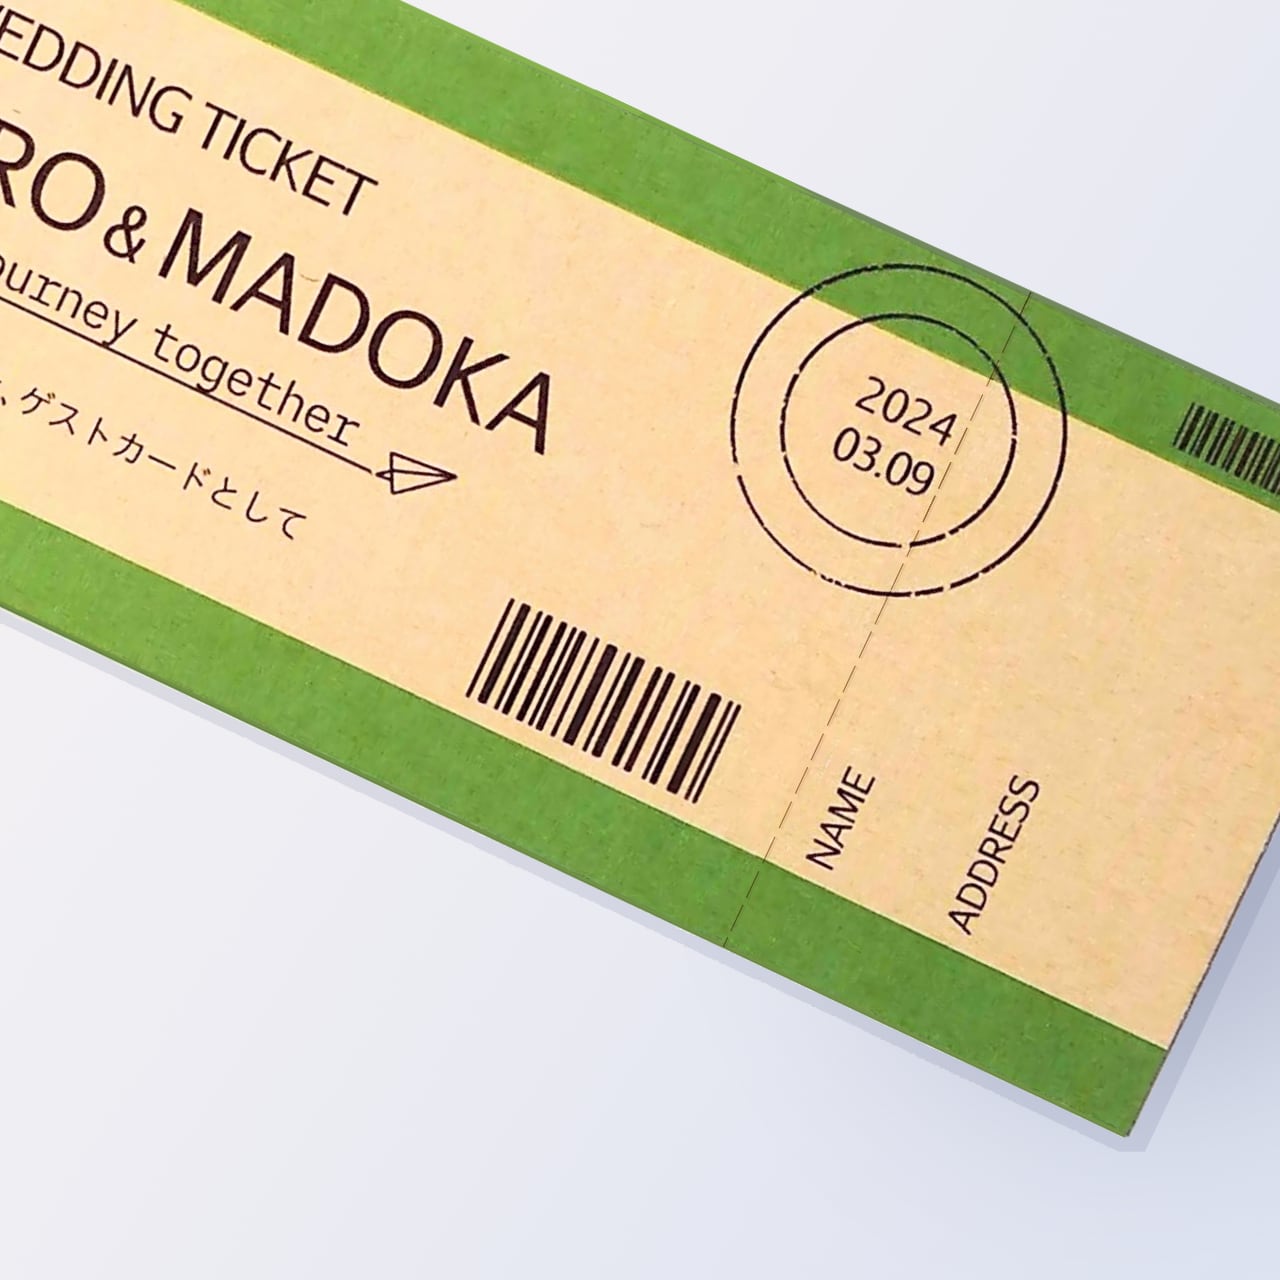 EDDING TICKET
RO & MADOKA
ourney together
、ゲストカードとして
2024
03.09
NAME
ADDRESS